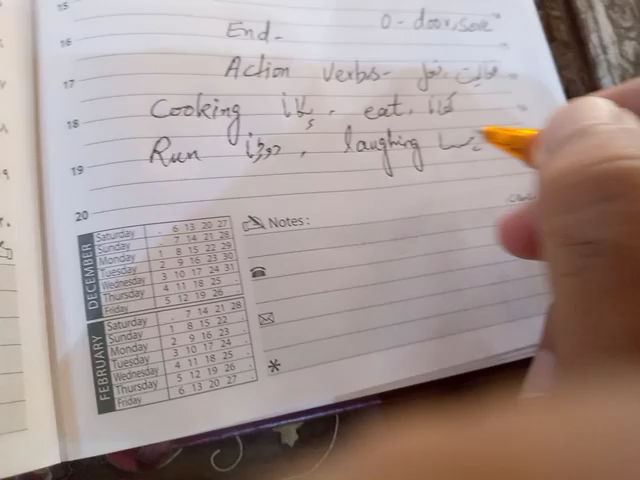 15
16 End- 0-door, sore
17 Action verbs-
18 Cooking پکانا, eat, کھانا
19 Run دوڑنا, laughing
20
Notes:
DECEMBER
Saturday . 6 13 20 27
Sunday . 7 14 21 28
Monday 1 8 15 22 29
Tuesday 2 9 16 23 30
Wednesday 3 10 17 24 31
Thursday 4 11 18 25 .
Friday 5 12 19 26 .
FEBRUARY
Saturday . 7 14 21 28
Sunday 1 8 15 22 .
Monday 2 9 16 23 .
Tuesday 3 10 17 24 .
Wednesday 4 11 18 25 .
Thursday 5 12 19 26 .
Friday 6 13 20 27 .